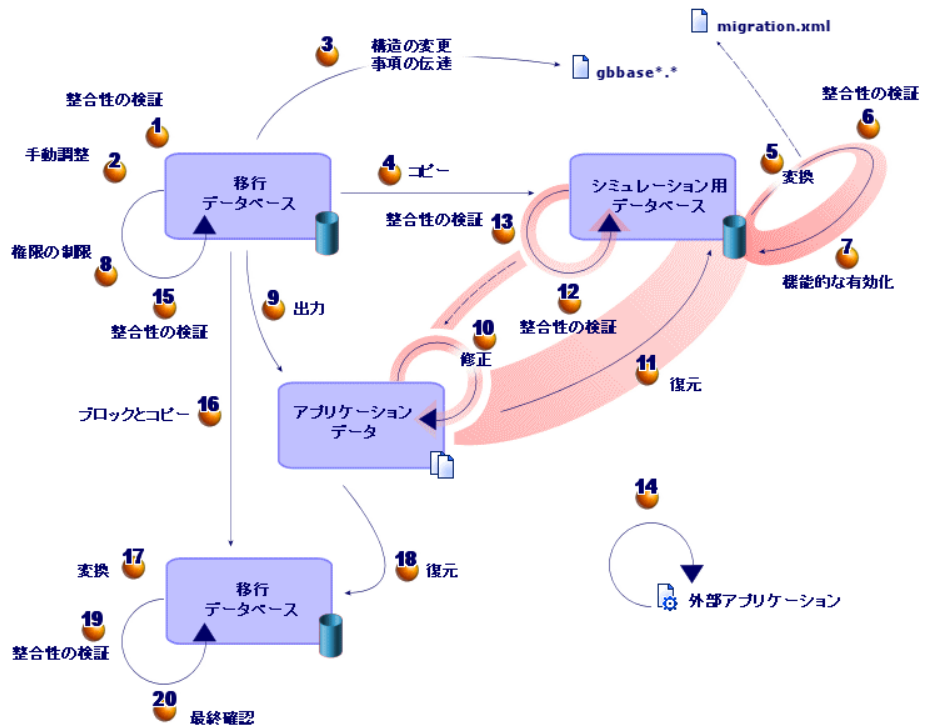 migration.xml
3
構造の変更
事項の伝達
gbbase*.*
整合性の検証
1
整合性の検証
6
手動調整
2
4
コピー
5
変換
移行
データベース
シミュレーション用
データベース
整合性の検証
13
権限の制限
8
7
機能的な有効化
15
整合性の検証
9
出力
12
整合性の検証
10
修正
11
復元
ブロックとコピー
16
アプリケーション
データ
14
変換
17
18
復元
移行
データベース
外部アプリケーション
19
整合性の検証
20
最終確認